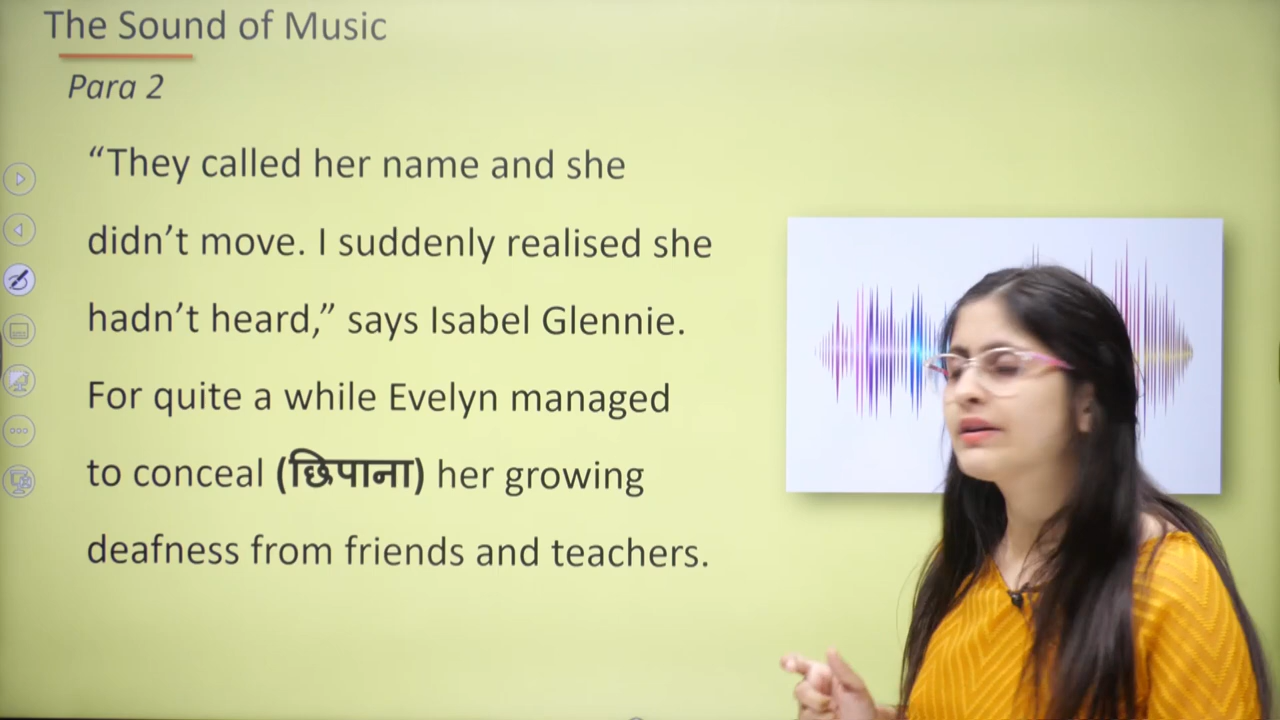 The Sound of Music
Para 2
“They called her name and she
didn’t move. I suddenly realised she
hadn’t heard,” says Isabel Glennie.
For quite a while Evelyn managed
to conceal (छिपाना) her growing
deafness from friends and teachers.